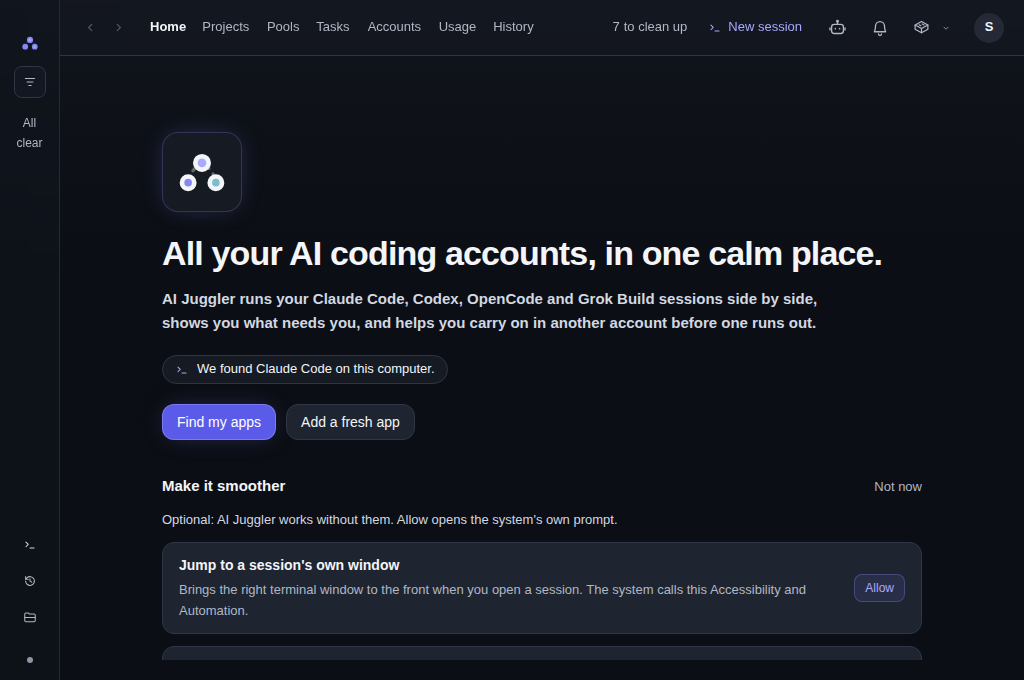 Home Projects Pools Tasks Accounts Usage History 7 to clean up New session S
All
clear
All your AI coding accounts, in one calm place.
AI Juggler runs your Claude Code, Codex, OpenCode and Grok Build sessions side by side,
shows you what needs you, and helps you carry on in another account before one runs out.
We found Claude Code on this computer.
Find my apps Add a fresh app
Make it smoother Not now
Optional: AI Juggler works without them. Allow opens the system's own prompt.
Jump to a session's own window
Brings the right terminal window to the front when you open a session. The system calls this Accessibility and
Automation.
Allow